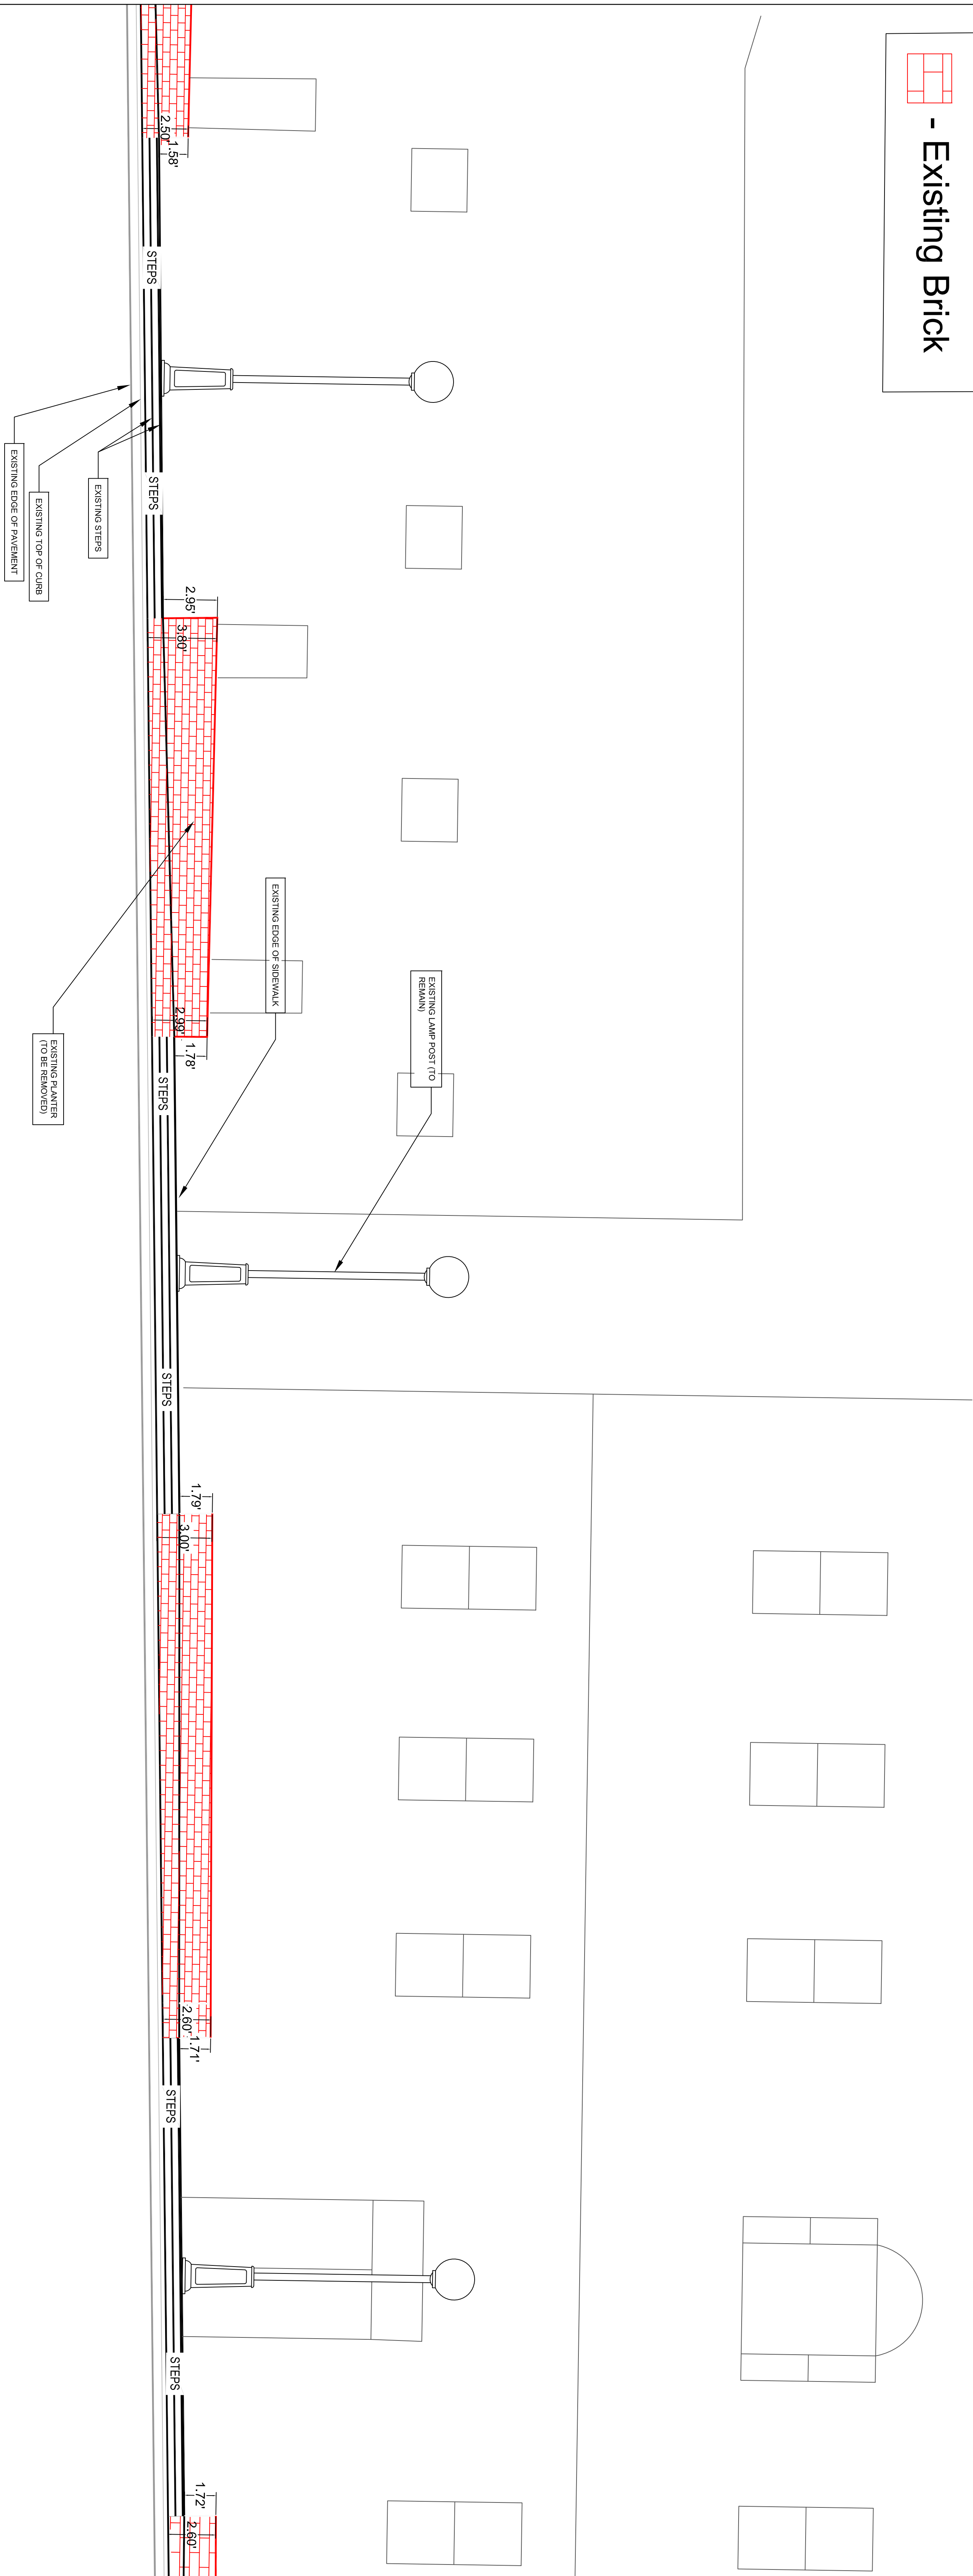 - Existing Brick
2.50'
1.58'
STEPS
STEPS
EXISTING EDGE OF PAVEMENT
EXISTING TOP OF CURB
EXISTING STEPS
2.95'
3.80'
EXISTING EDGE OF SIDEWALK
EXISTING LAMP POST (TO
REMAIN)
2.99'
1.78'
EXISTING PLANTER
(TO BE REMOVED)
STEPS
STEPS
1.79'
3.00'
2.60'
1.71'
STEPS
STEPS
1.72'
2.60'